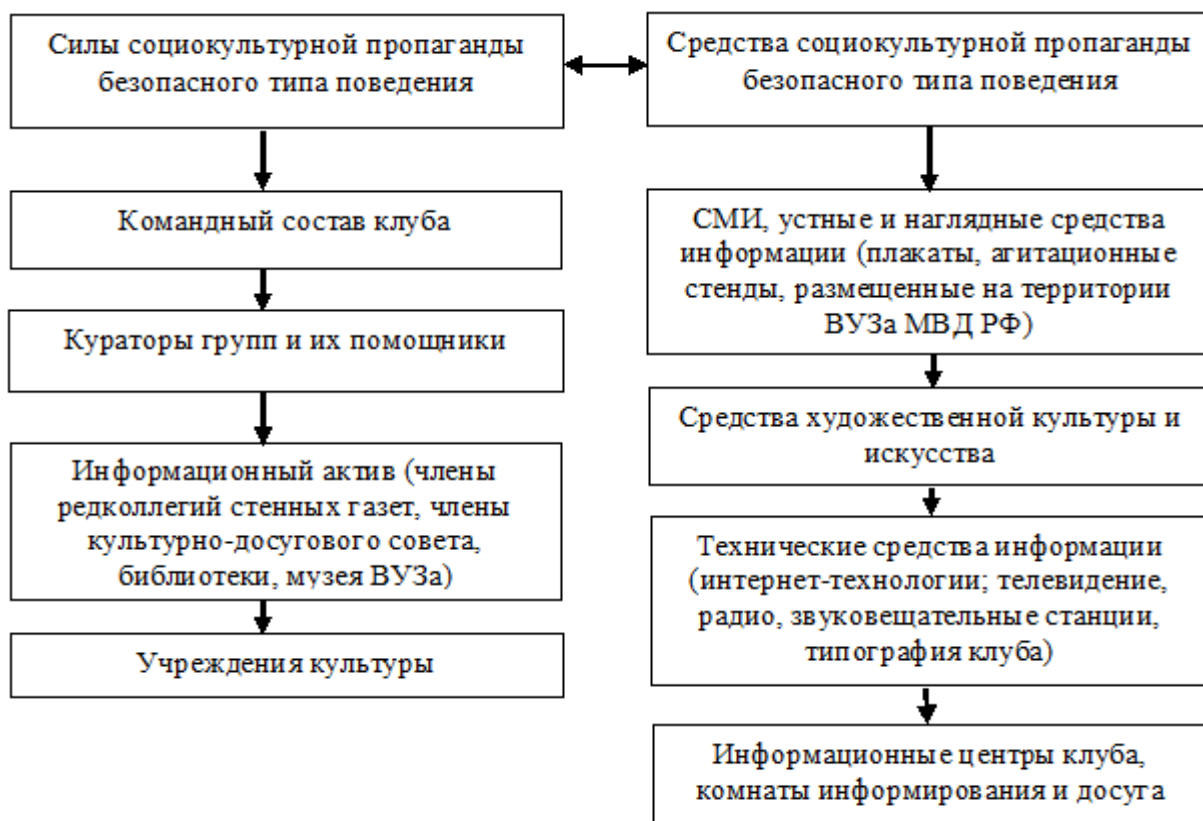 Силы социокультурной пропаганды
безопасного типа поведения
Командный состав клуба
Кураторы групп и их помощники
Информационный актив (члены
редколлегий стенных газет, члены
культурно-досугового совета,
библиотеки, музея ВУЗа)
Учреждения культуры
Средства социокультурной пропаганды
безопасного типа поведения
СМИ, устные и наглядные средства
информации (плакаты, агитационные
стенды, размещенные на территории
ВУЗа МВД РФ)
Средства художественной культуры и
искусства
Технические средства информации
(интернет-технологии; телевидение,
радио, звуковещательные станции,
типография клуба)
Информационные центры клуба,
комнаты информирования и досуга